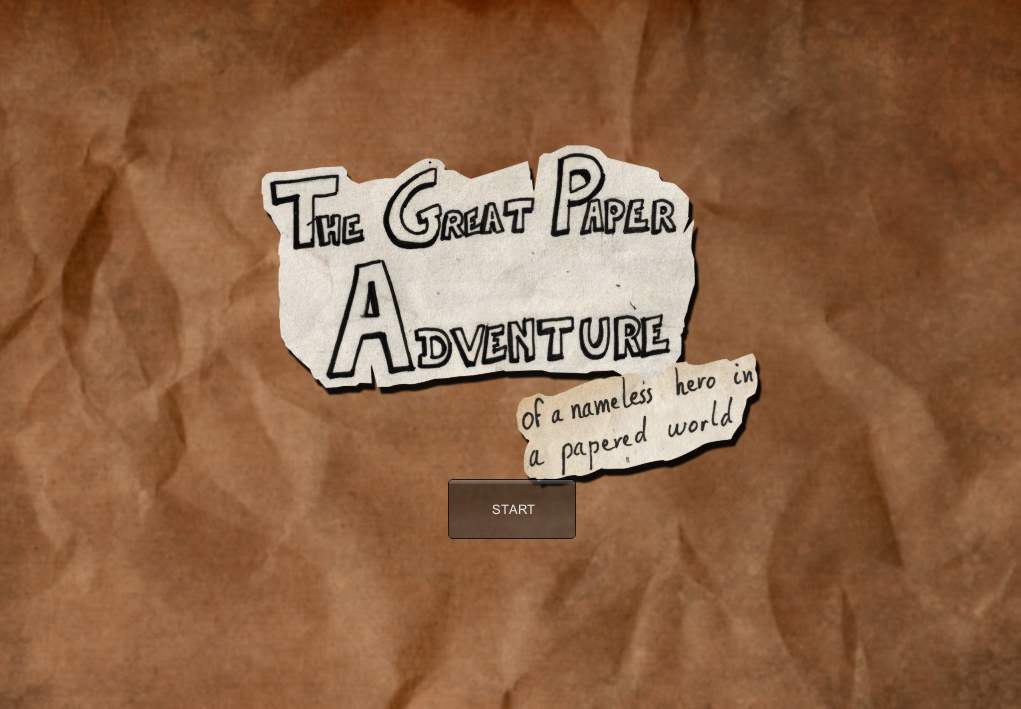 THE GREAT PAPER
ADVENTURE
of a nameless hero in
a papered world
START